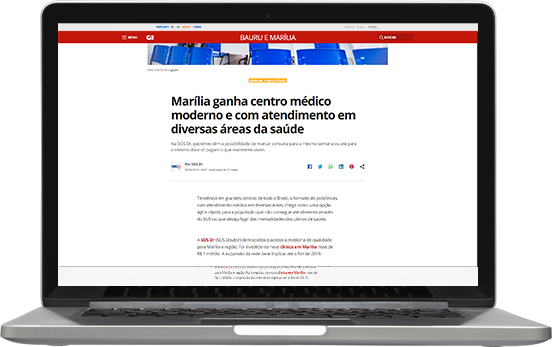 MENU
G1
BAURU E MARÍLIA
BUSCAR
ESPECIAL PUBLICITÁRIO
Marília ganha centro médico
moderno e com atendimento em
diversas áreas da saúde
Na SOS Dr, pacientes têm a possibilidade de marcar consulta para a mesma semana ou até para
o mesmo dia e só pagam o que realmente usam.
Por SOS Dr
Tendência em grandes centros de todo o Brasil, o formato de policlínicas,
com atendimento médico em diversas áreas, chega como uma opção
ágil e rápida para a população que não consegue atendimento através
do SUS ou que deseja fugir das mensalidades dos planos de saúde.
A SOS Dr (SOS Doutor) democratiza o acesso à medicina de qualidade
para Marília e região. Foi investido na nova clínica em Marília mais de
R$ 1 milhão. A expansão da rede deve triplicar até o fim de 2019.